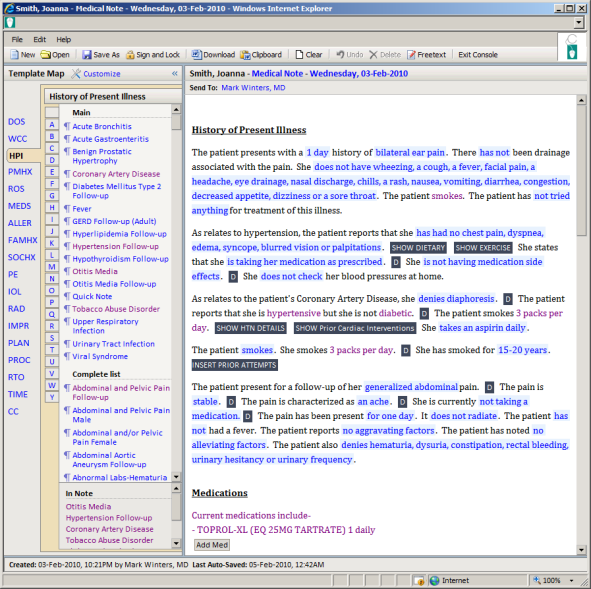 Smith, Joanna - Medical Note - Wednesday, 03-Feb-2010 - Windows Internet Explorer
File Edit Help
New Open Save As Sign and Lock Download Clipboard Clear Undo Delete Freetext Exit Console
Template Map Customize «
DOS
WCC
HPI
PMHX
ROS
MEDS
ALLER
FAMHX
SOCHX
PE
IOL
RAD
IMPR
PLAN
PROC
RTO
TIME
CC
History of Present Illness
A
B
C
D
E
F
G
H
I
J
K
L
M
N
O
P
Q
R
S
T
U
V
W
Y
Main
¶ Acute Bronchitis
¶ Acute Gastroenteritis
¶ Benign Prostatic
Hypertrophy
¶ Coronary Artery Disease
¶ Diabetes Mellitus Type 2
Follow-up
¶ Fever
¶ GERD Follow-up (Adult)
¶ Hyperlipidemia Follow-up
¶ Hypertension Follow-up
¶ Hypothyroidism Follow-up
¶ Otitis Media
¶ Otitis Media Follow-up
¶ Quick Note
¶ Tobacco Abuse Disorder
¶ Upper Respiratory
Infection
¶ Urinary Tract Infection
¶ Viral Syndrome
Complete list
¶ Abdominal and Pelvic Pain
Follow-up
¶ Abdominal and Pelvic Pain
Male
¶ Abdominal and/or Pelvic
Pain Female
¶ Abdominal Aortic
Aneurysm Follow-up
¶ Abnormal Labs-Hematuria
In Note
Otitis Media
Hypertension Follow-up
Coronary Artery Disease
Tobacco Abuse Disorder
Smith, Joanna - Medical Note - Wednesday, 03-Feb-2010
Send To: Mark Winters, MD
History of Present Illness
The patient presents with a 1 day history of bilateral ear pain. There has not been drainage
associated with the pain. She does not have wheezing, a cough, a fever, facial pain, a
headache, eye drainage, nasal discharge, chills, a rash, nausea, vomiting, diarrhea, congestion,
decreased appetite, dizziness or a sore throat. The patient smokes. The patient has not tried
anything for treatment of this illness.
As relates to hypertension, the patient reports that she has had no chest pain, dyspnea,
edema, syncope, blurred vision or palpitations. SHOW DIETARY SHOW EXERCISE She states
that she is taking her medication as prescribed. D She is not having medication side
effects. D She does not check her blood pressures at home.
As relates to the patient's Coronary Artery Disease, she denies diaphoresis. D The patient
reports that she is hypertensive but she is not diabetic. D The patient smokes 3 packs per
day. SHOW HTN DETAILS SHOW Prior Cardiac Interventions She takes an aspirin daily.
The patient smokes. She smokes 3 packs per day. D She has smoked for 15-20 years.
INSERT PRIOR ATTEMPTS
The patient present for a follow-up of her generalized abdominal pain. D The pain is
stable. D The pain is characterized as an ache. D She is currently not taking a
medication. D The pain has been present for one day. It does not radiate. The patient has
not had a fever. The patient reports no aggravating factors. The patient has noted no
alleviating factors. The patient also denies hematuria, dysuria, constipation, rectal bleeding,
urinary hesitancy or urinary frequency.
Medications
Current medications include-
- TOPROL-XL (EQ 25MG TARTRATE) 1 daily
Add Med
Created: 03-Feb-2010, 10:21PM by Mark Winters, MD Last Auto-Saved: 05-Feb-2010, 12:42AM
Internet 100%